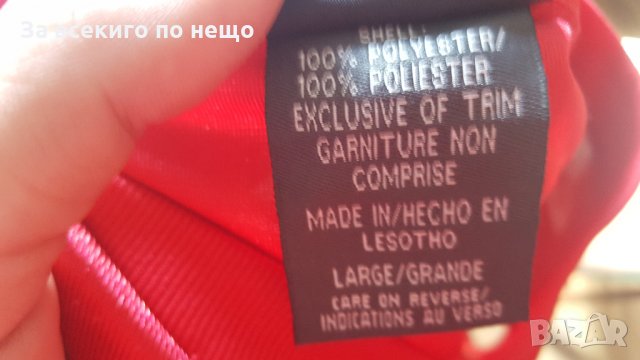 За всекиго по нещо
SHELL:
100% POLYESTER/
100% POLIESTER
EXCLUSIVE OF TRIM
GARNITURE NON
COMPRISE
MADE IN/HECHO EN
LESOTHO
LARGE/GRANDE
CARE ON REVERSE/
INDICATIONS AU VERSO
BAZAR